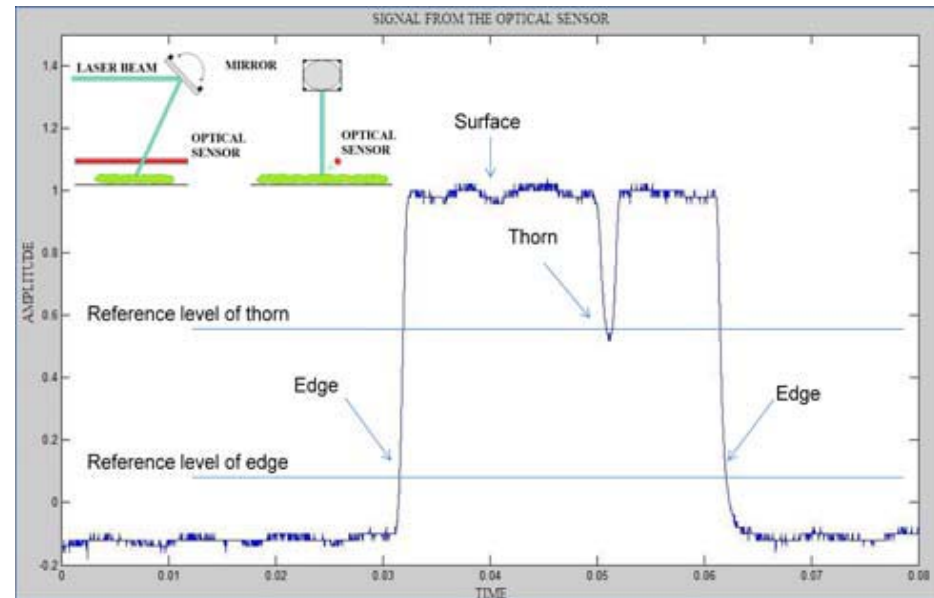 SIGNAL FROM THE OPTICAL SENSOR
LASER BEAM
MIRROR
OPTICAL
SENSOR
OPTICAL
SENSOR
Surface
Thorn
Reference level of thorn
Edge
Edge
Reference level of edge
AMPLITUDE
1.4
1.2
1
0.8
0.6
0.4
0.2
0
-0.2
0 0.01 0.02 0.03 0.04 0.05 0.06 0.07 0.08
TIME